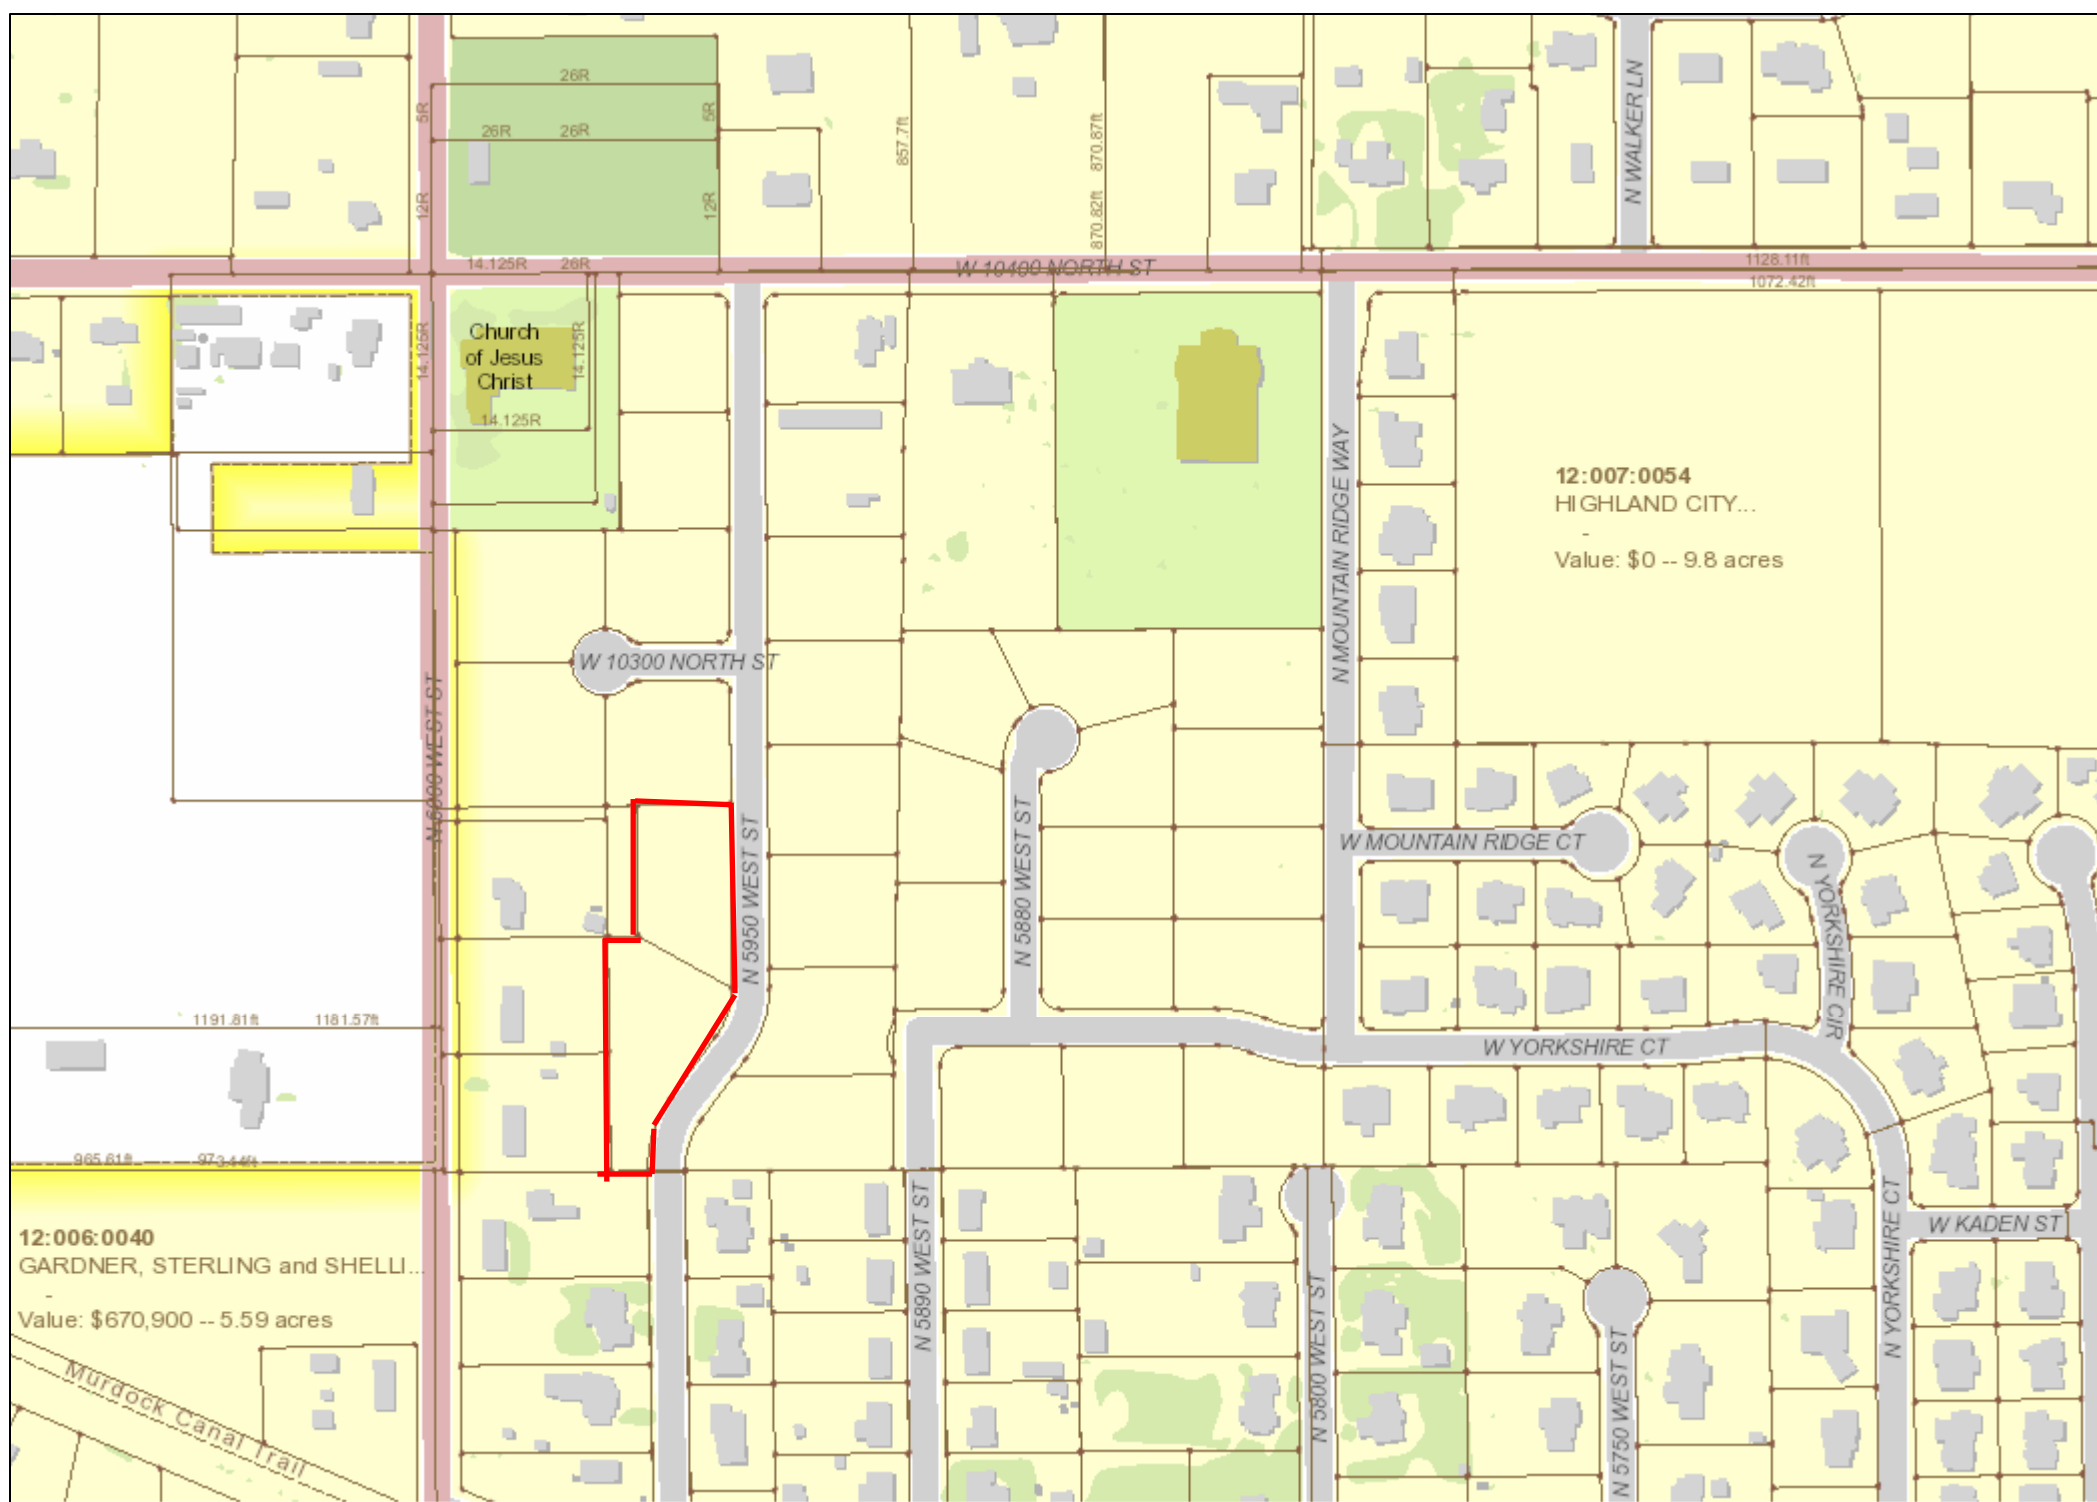 26R
5R
5R
26R
26R
857.7ft
870.87ft
870.82ft
N WALKER LN
12R
12R
14.125R
26R
W 10400 NORTH ST
1128.11ft
1072.42ft
Church
of Jesus
Christ
14.125R
14.125R
14.125R
N MOUNTAIN RIDGE WAY
12:007:0054
HIGHLAND CITY...
-
Value: $0 -- 9.8 acres
W 10300 NORTH ST
N 6000 WEST ST
N 5950 WEST ST
N 5880 WEST ST
W MOUNTAIN RIDGE CT
N YORKSHIRE CIR
1191.81ft
1181.57ft
W YORKSHIRE CT
965.61ft
973.44ft
12:006:0040
GARDNER, STERLING and SHELLI...
-
Value: $670,900 -- 5.59 acres
N 5890 WEST ST
N 5800 WEST ST
N 5750 WEST ST
N YORKSHIRE CT
W KADEN ST
Murdock Canal Trail